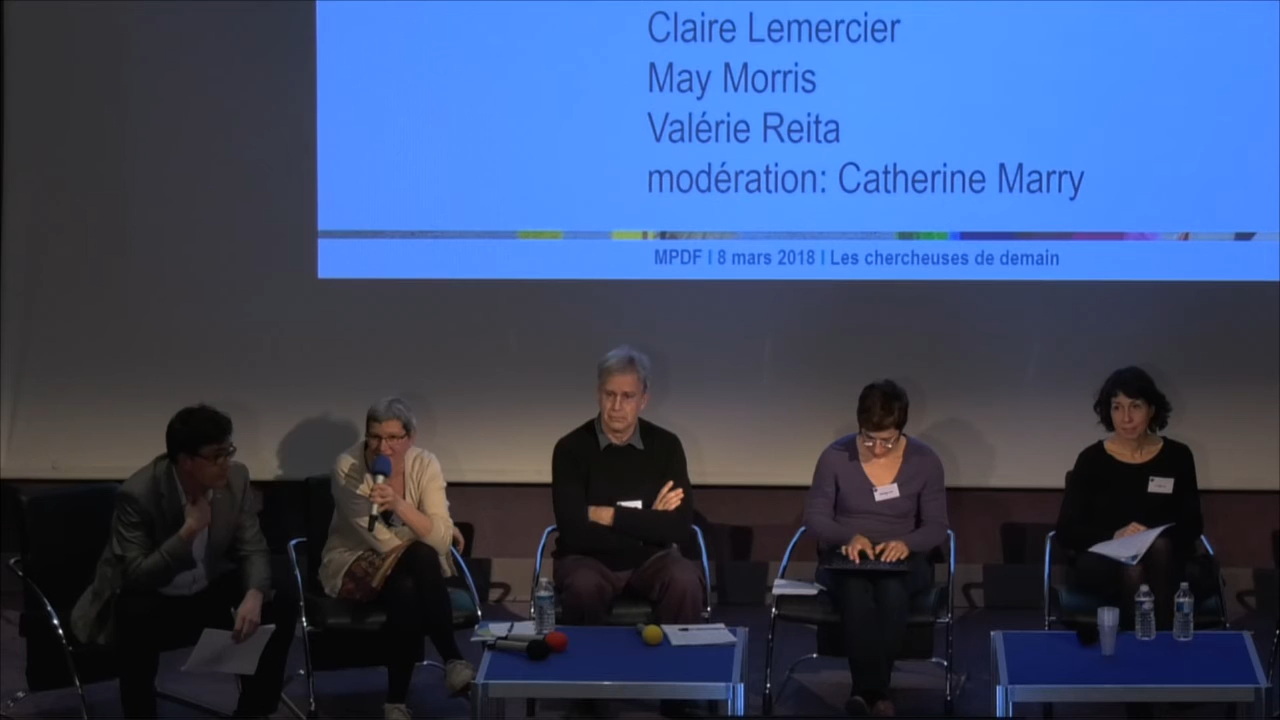 Claire Lemercier
May Morris
Valérie Reita
modération: Catherine Marry
MPDF I 8 mars 2018 I Les chercheuses de demain